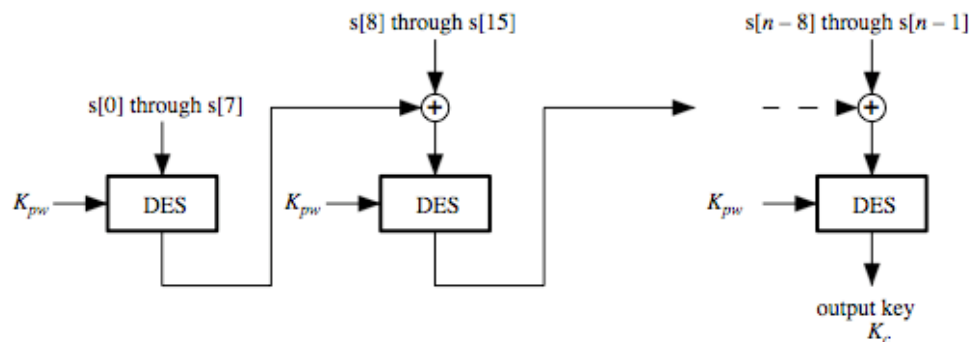 s[8] through s[15]
s[n – 8] through s[n – 1]
s[0] through s[7]
+
+
K_pw
DES
K_pw
DES
K_pw
DES
output key
K_c